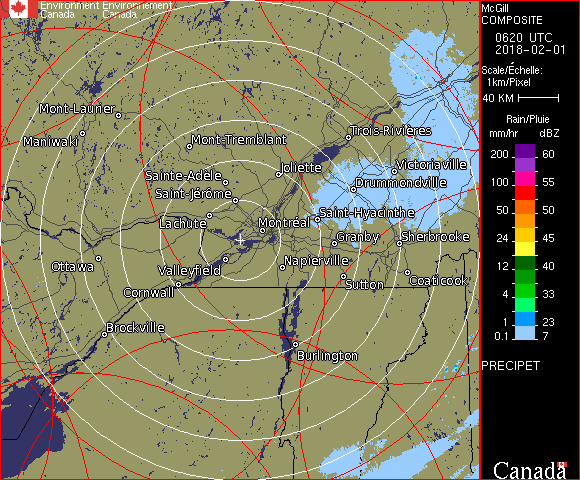 Environment Environnement
Canada Canada
McGill
COMPOSITE
0620 UTC
2018-02-01
Scale/Échelle:
1km/Pixel
40 KM
Rain/Pluie
mm/hr dBZ
200 60
57
100 55
50 50
24 45
12 40
4 33
1 23
0.1 7
PRECIPET
Canada
Mont-Laurier
Maniwaki
Mont-Tremblant
Trois-Rivières
Sainte-Adèle
Joliette
Victoriaville
Saint-Jérôme
Drummondville
Lachute
Montréal
Saint-Hyacinthe
Granby
Sherbrooke
Ottawa
Valleyfield
Napierville
Cornwall
Sutton
Coaticook
Brockville
Burlington